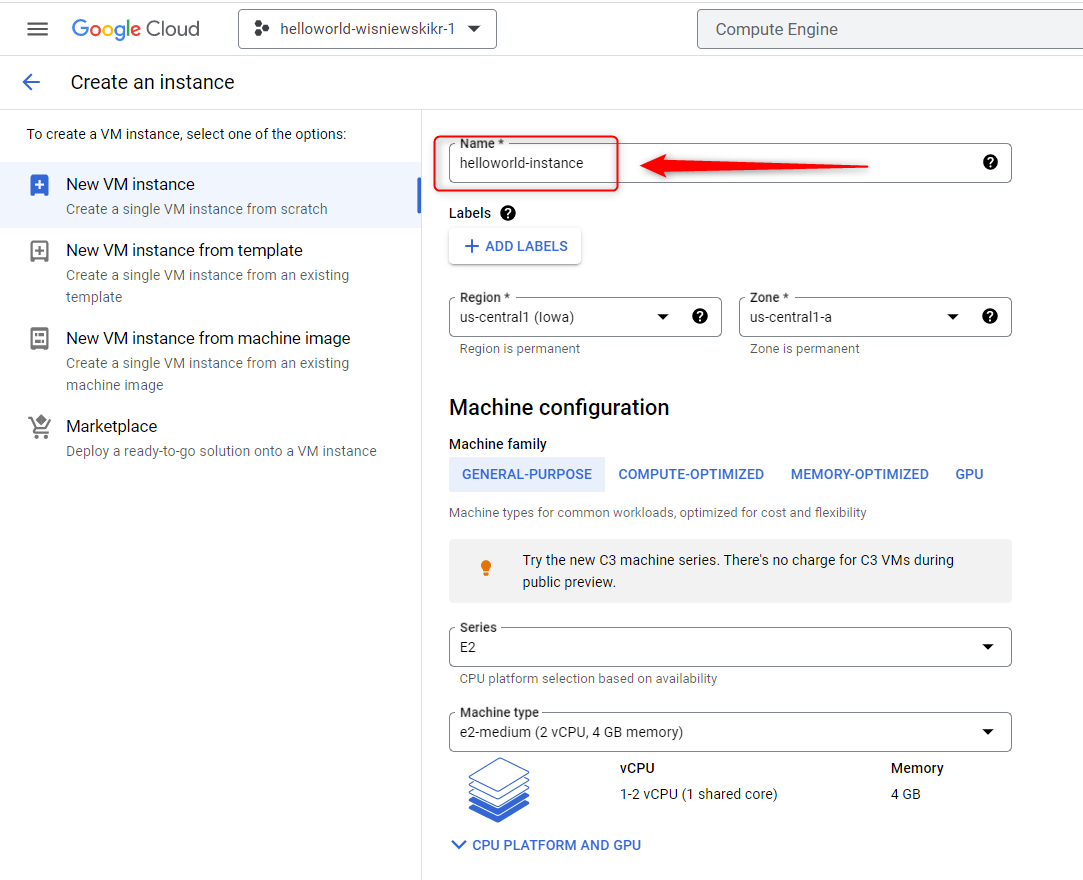 Google Cloud
helloworld-wisniewskikr-1
Compute Engine
Create an instance
To create a VM instance, select one of the options:
New VM instance
Create a single VM instance from scratch
New VM instance from template
Create a single VM instance from an existing
template
New VM instance from machine image
Create a single VM instance from an existing
machine image
Marketplace
Deploy a ready-to-go solution onto a VM instance
Name *
helloworld-instance
Labels
ADD LABELS
Region *
us-central1 (Iowa)
Region is permanent
Zone *
us-central1-a
Zone is permanent
Machine configuration
Machine family
GENERAL-PURPOSE COMPUTE-OPTIMIZED MEMORY-OPTIMIZED GPU
Machine types for common workloads, optimized for cost and flexibility
Try the new C3 machine series. There's no charge for C3 VMs during
public preview.
Series
E2
CPU platform selection based on availability
Machine type
e2-medium (2 vCPU, 4 GB memory)
vCPU
1-2 vCPU (1 shared core)
Memory
4 GB
CPU PLATFORM AND GPU